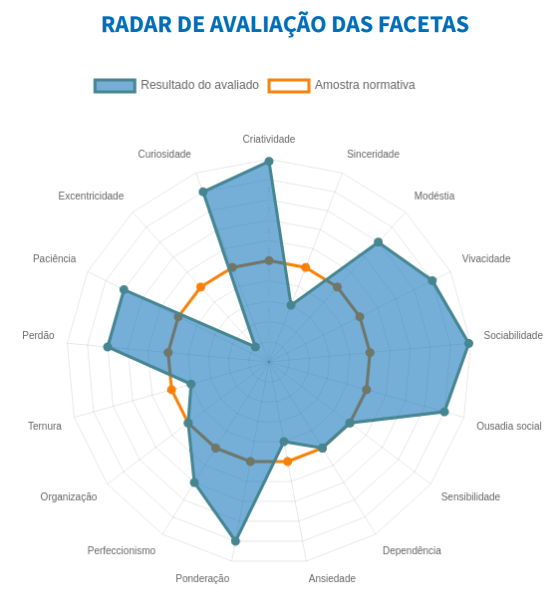 RADAR DE AVALIAÇÃO DAS FACETAS
Resultado do avaliado
Amostra normativa
Criatividade
Sinceridade
Modéstia
Vivacidade
Sociabilidade
Ousadia social
Sensibilidade
Dependência
Ansiedade
Ponderação
Perfeccionismo
Organização
Ternura
Perdão
Paciência
Excentricidade
Curiosidade